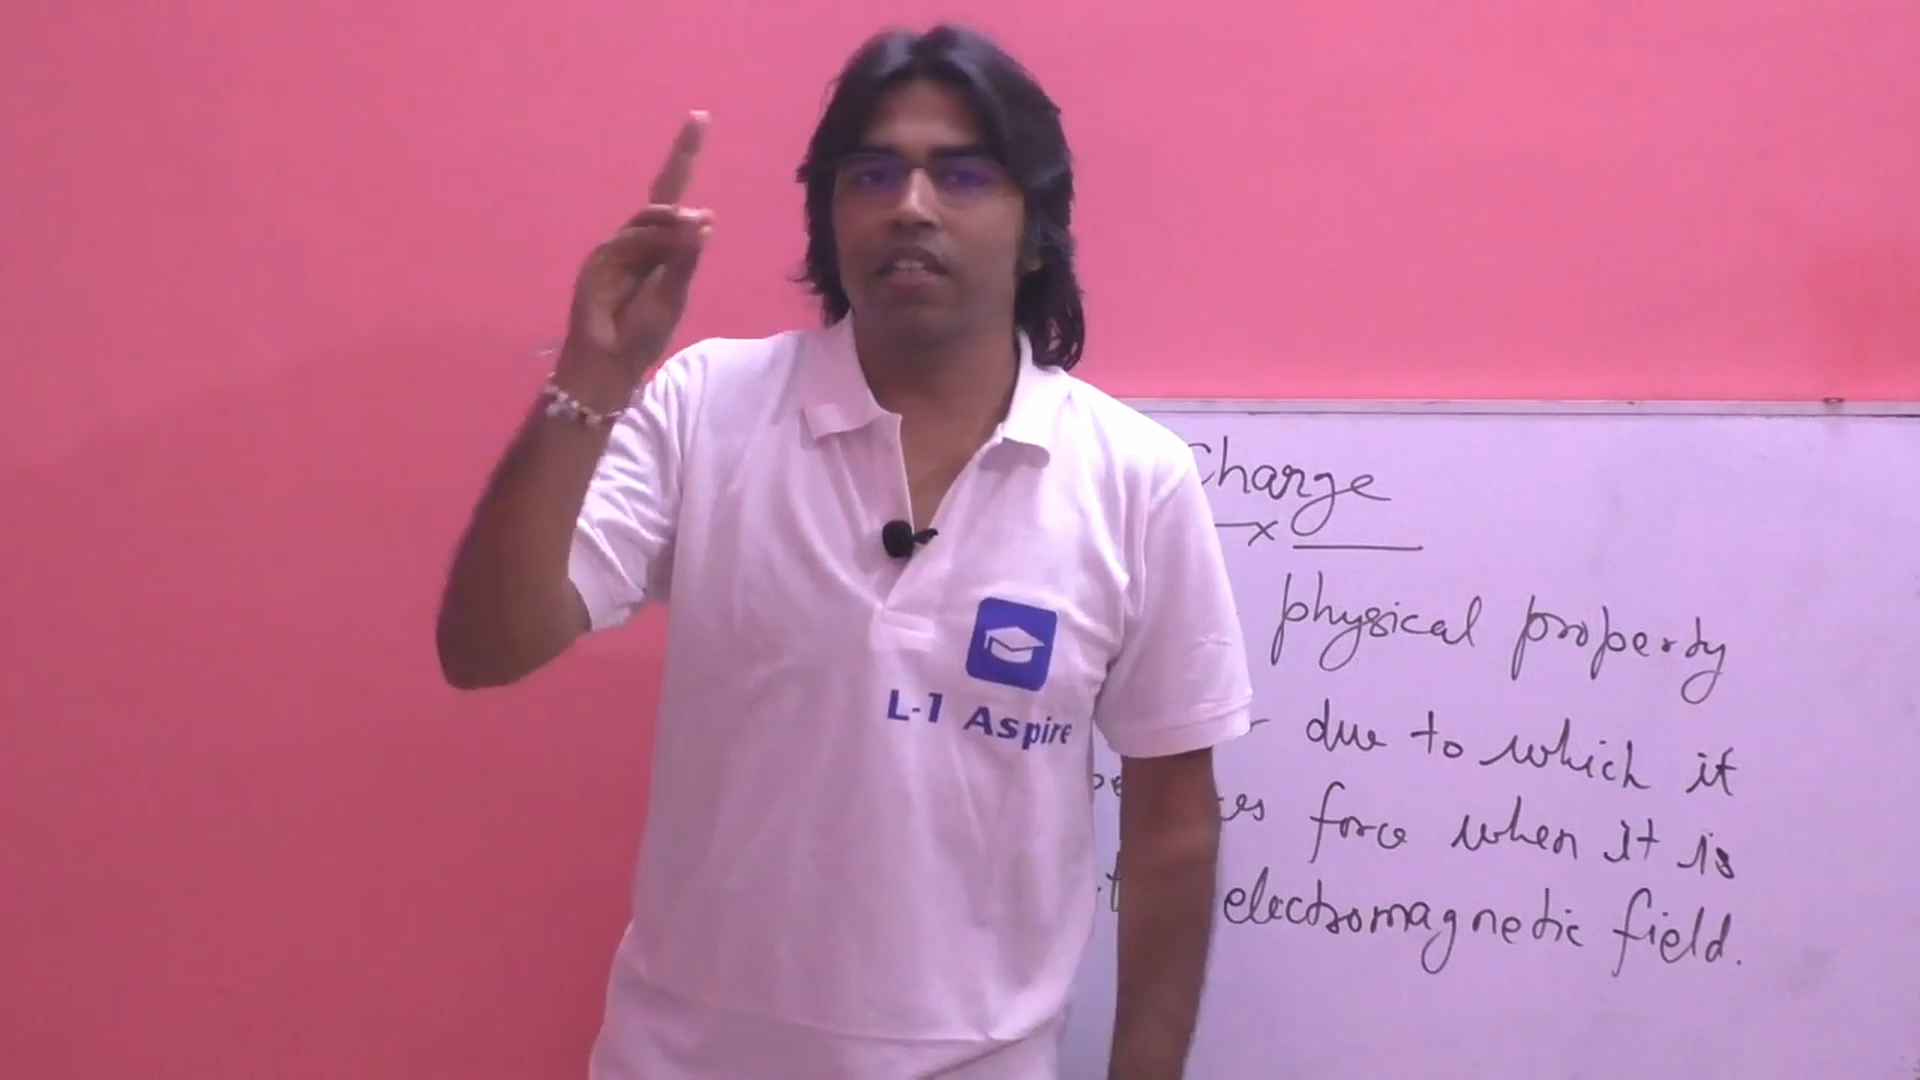 L-1 Aspire
Charge
physical property
due to which it
force when it is
electromagnetic field.